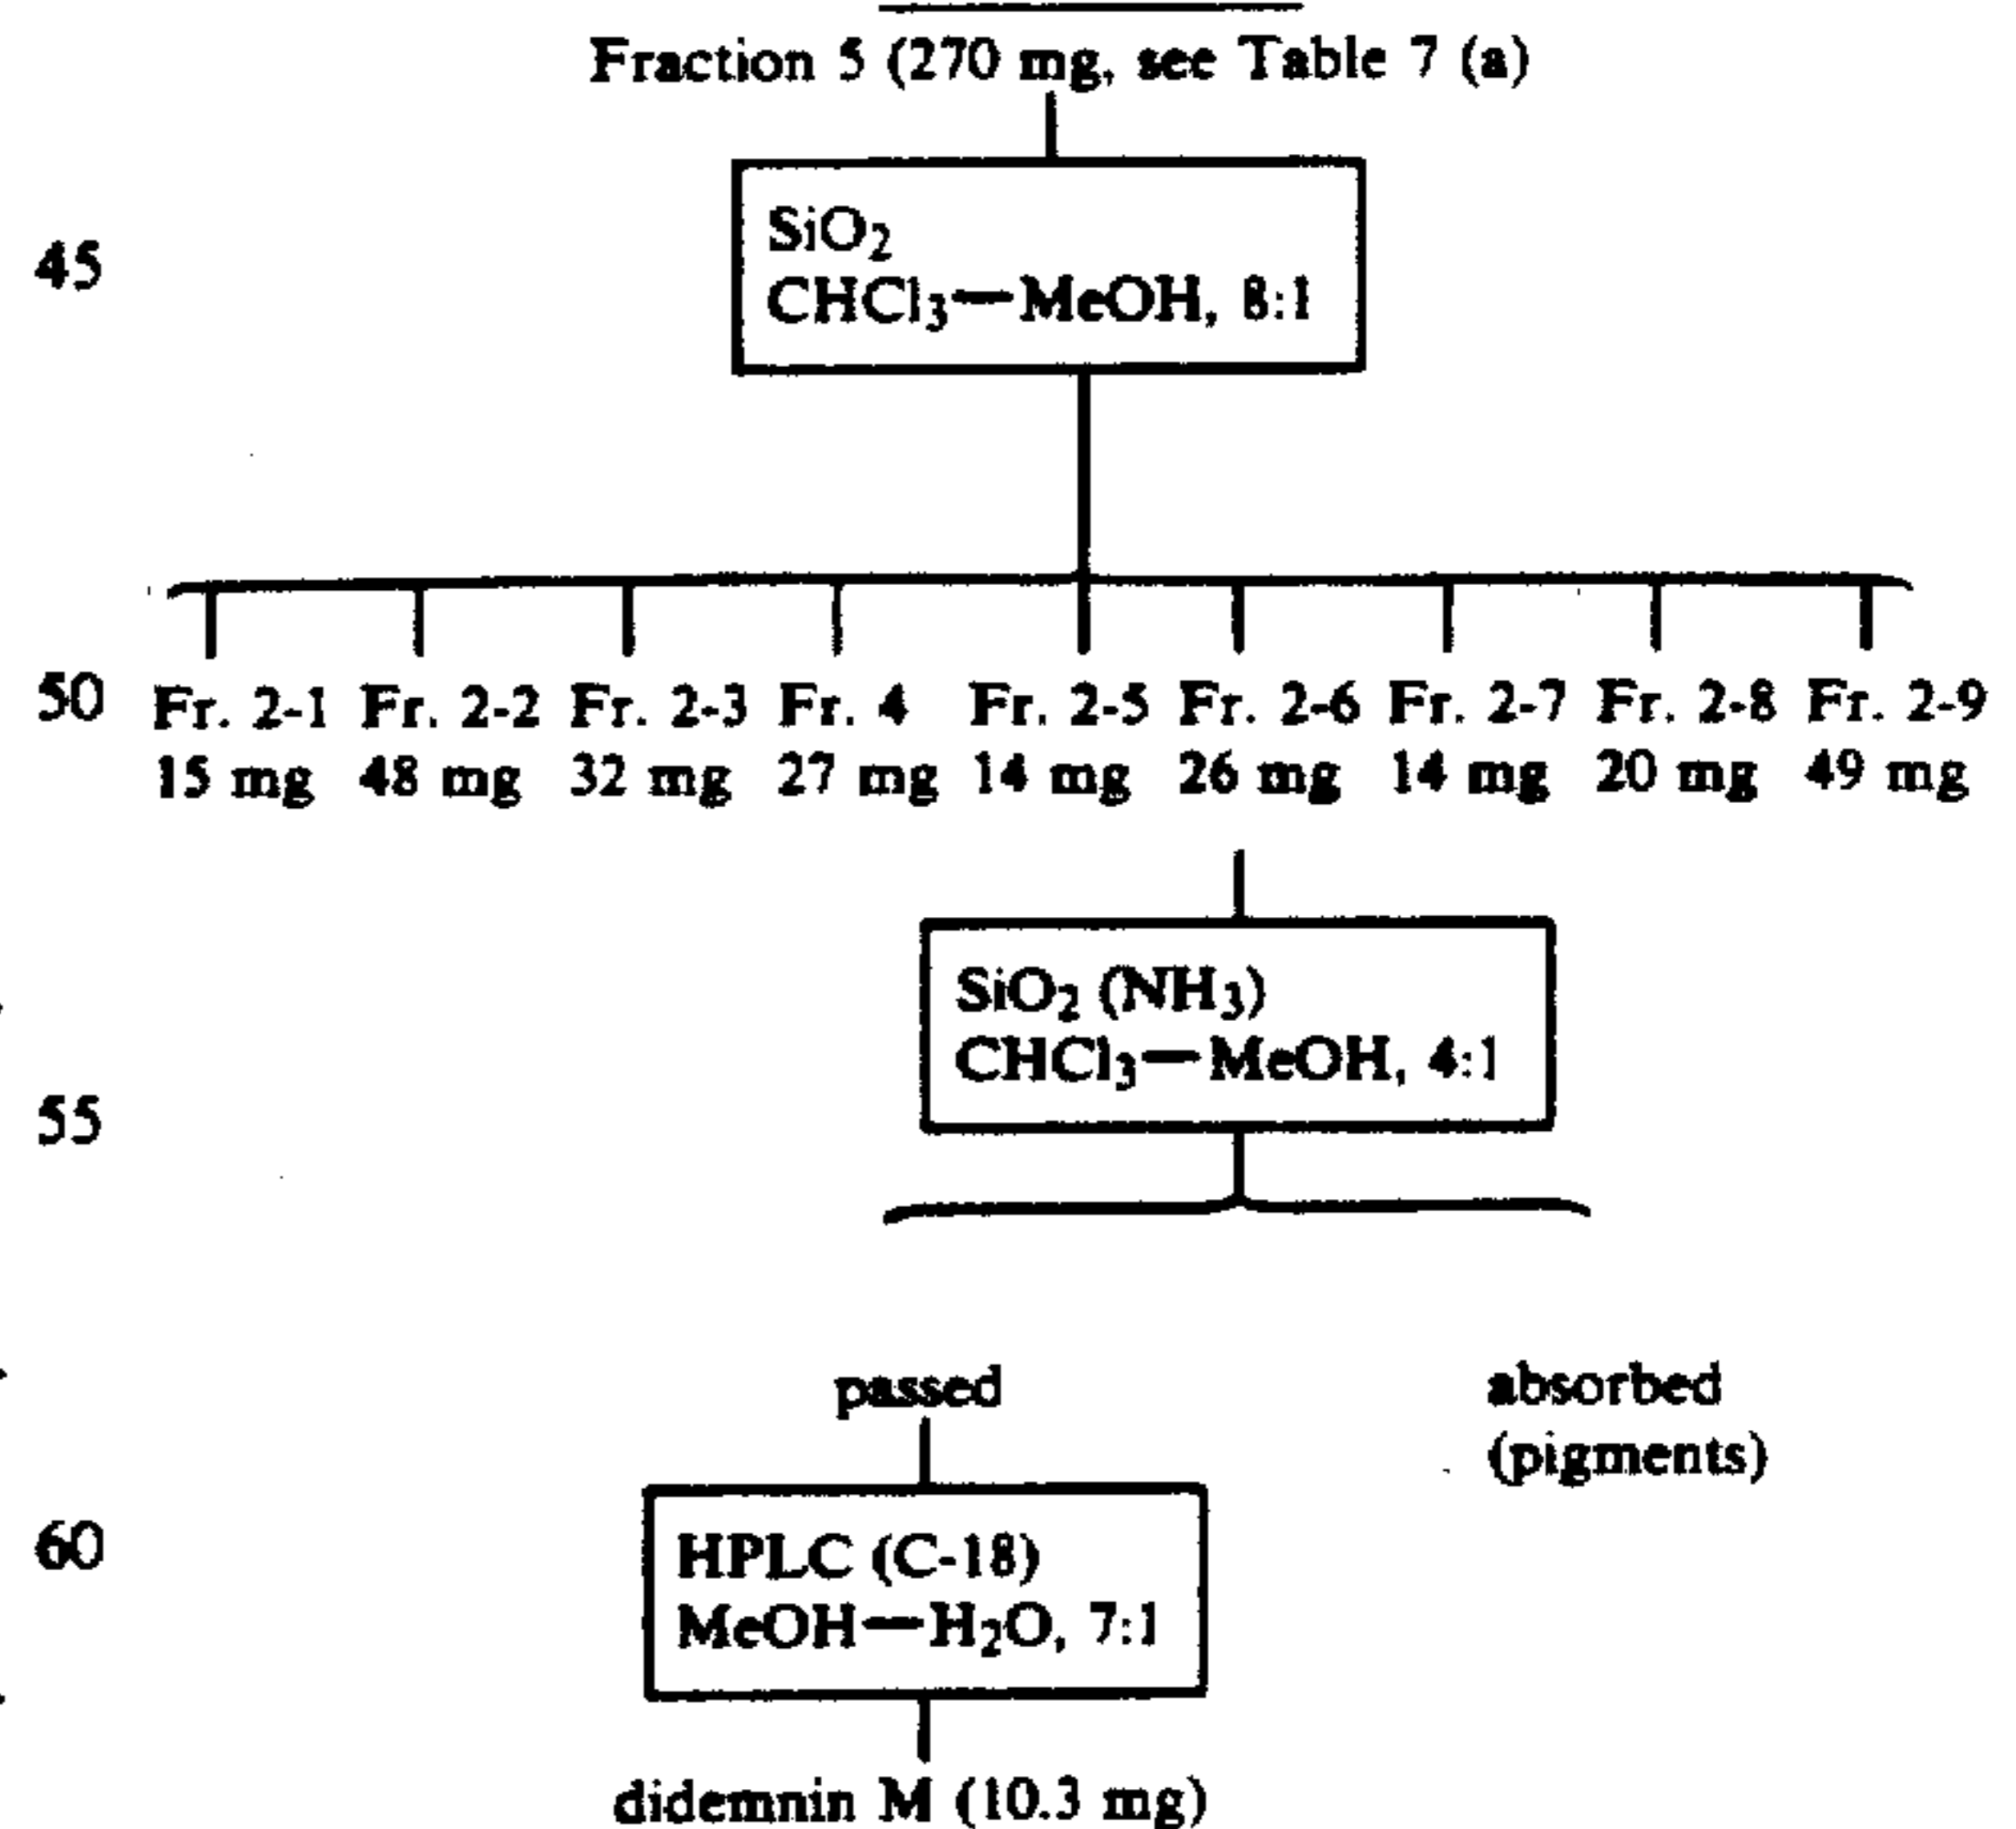 Fraction 5 (270 mg, see Table 7 (a)
SiO₂
45
CHCl₃—MeOH, 8:1
50
Fr. 2-1 Fr. 2-2 Fr. 2-3 Fr. 4 Fr. 2-5 Fr. 2-6 Fr. 2-7 Fr. 2-8 Fr. 2-9
15 mg 48 mg 32 mg 27 mg 14 mg 26 mg 14 mg 20 mg 49 mg
SiO₂ (NH₃)
CHCl₃—MeOH, 4:1
55
passed absorbed
(pigments)
60
HPLC (C-18)
MeOH—H₂O, 7:1
didemnin M (10.3 mg)